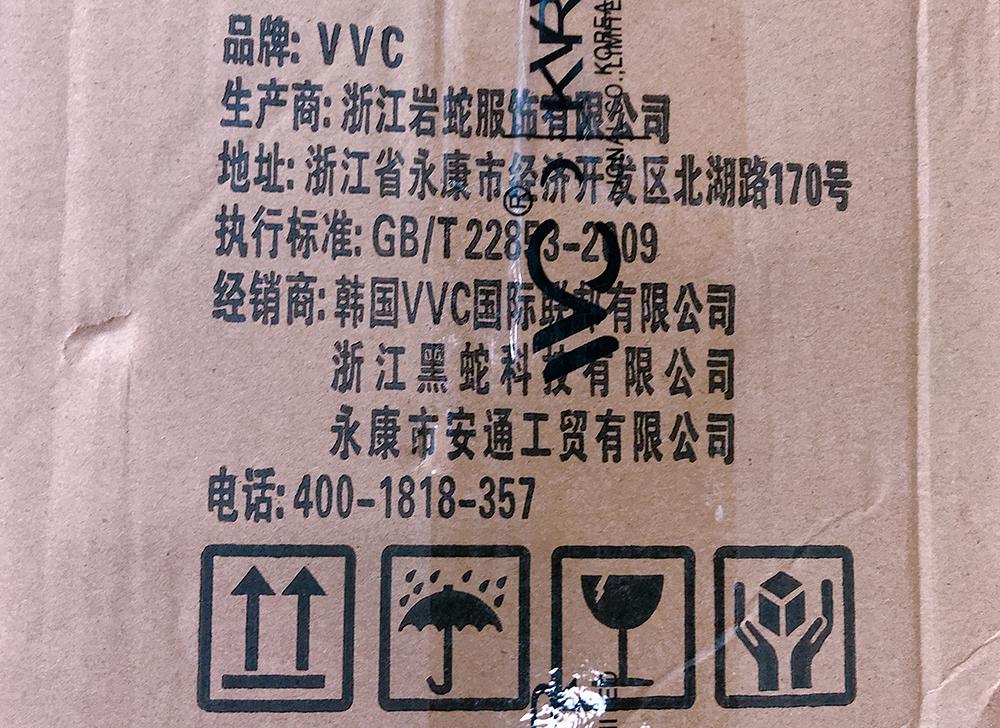 品牌: VVC
生产商: 浙江岩蛇服饰有限公司
地址: 浙江省永康市经济开发区北湖路170号
执行标准: GB/T 22853-2009
经销商: 韩国VVC国际联邦有限公司
浙江黑蛇科技有限公司
永康市安通工贸有限公司
电话: 400-1818-357
VVC®
KOREA